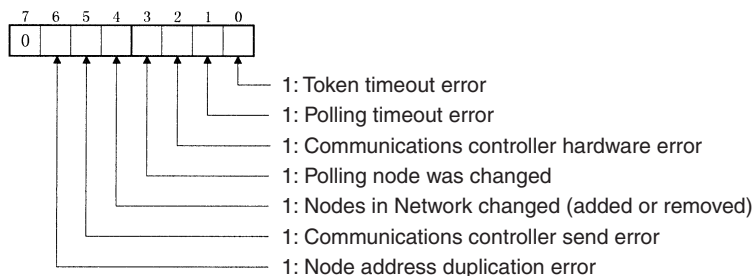 7 6 5 4 3 2 1 0
0
1: Token timeout error
1: Polling timeout error
1: Communications controller hardware error
1: Polling node was changed
1: Nodes in Network changed (added or removed)
1: Communications controller send error
1: Node address duplication error